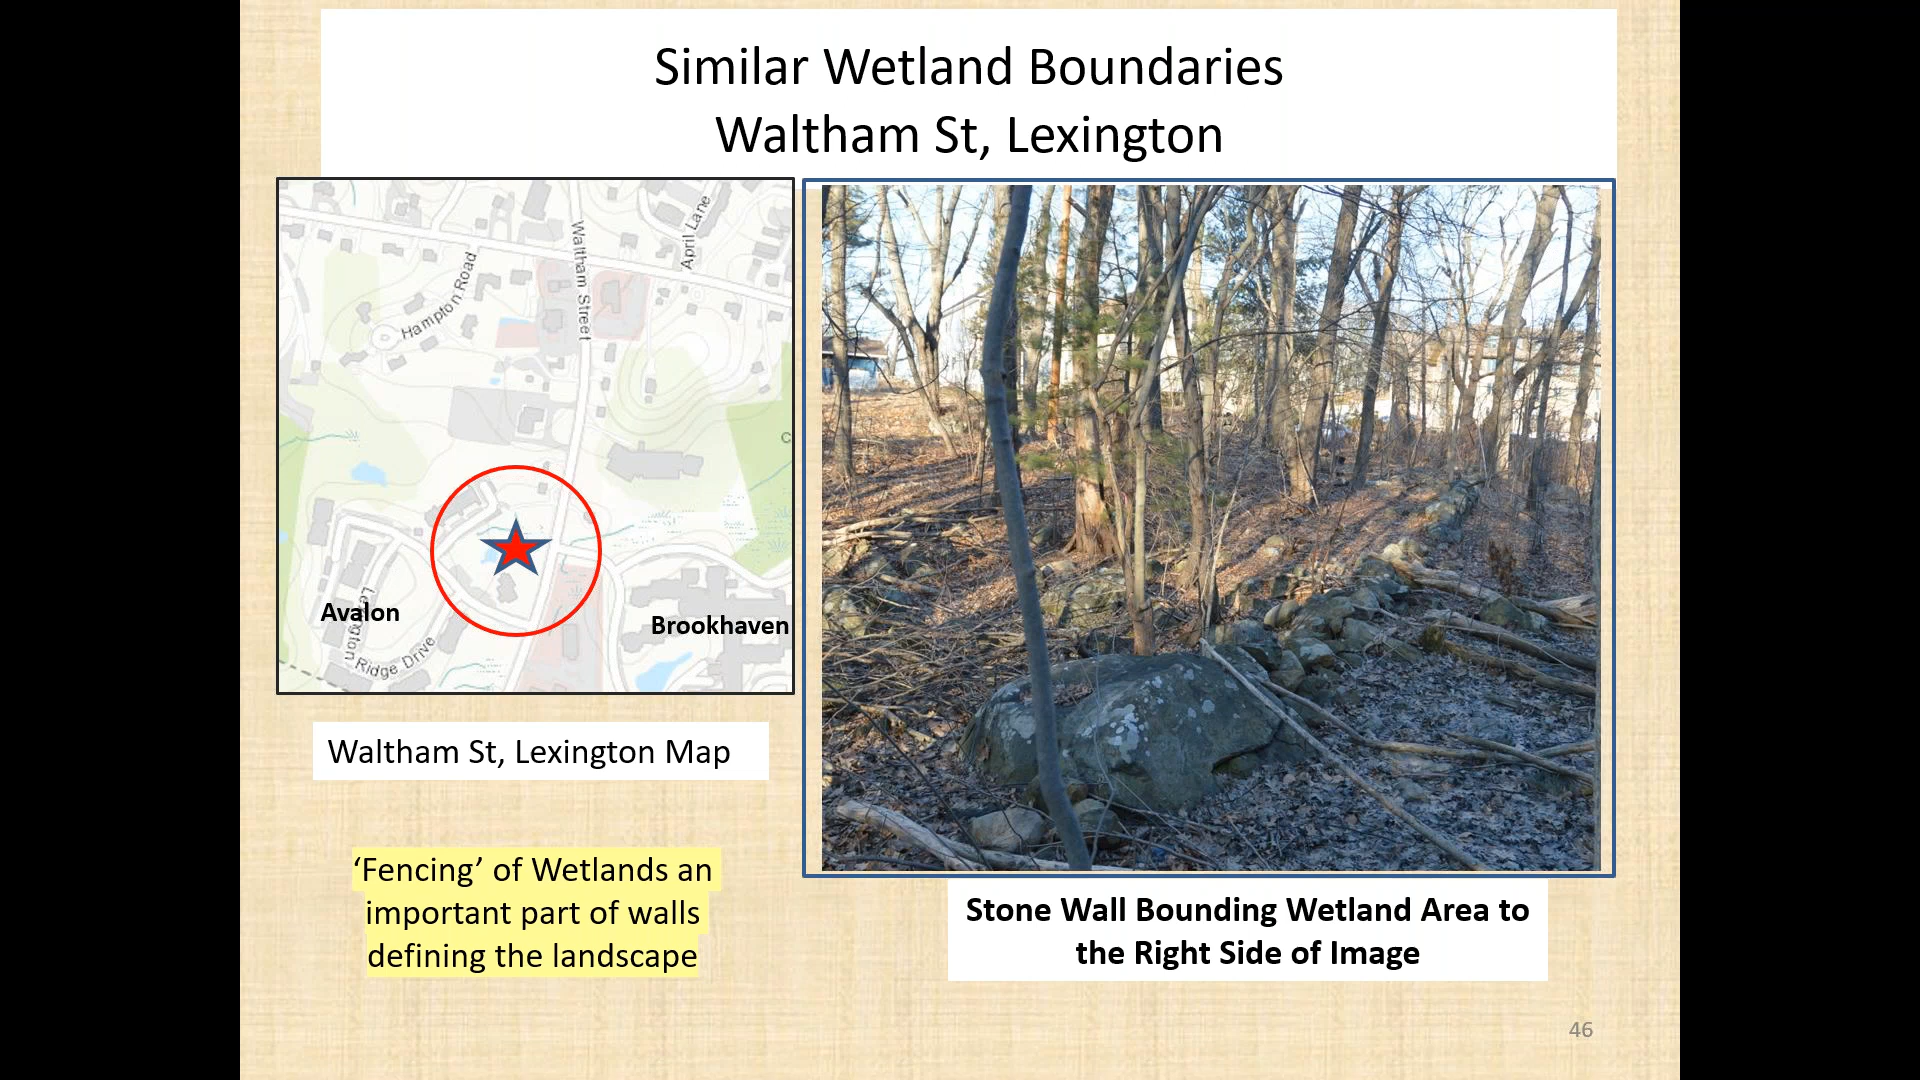 Similar Wetland Boundaries
Waltham St, Lexington
Waltham Street
April Lane
Hampton Road
C
Avalon
Brookhaven
Lexington
Ridge Drive
Waltham St, Lexington Map
‘Fencing’ of Wetlands an
important part of walls
defining the landscape
Stone Wall Bounding Wetland Area to
the Right Side of Image
46